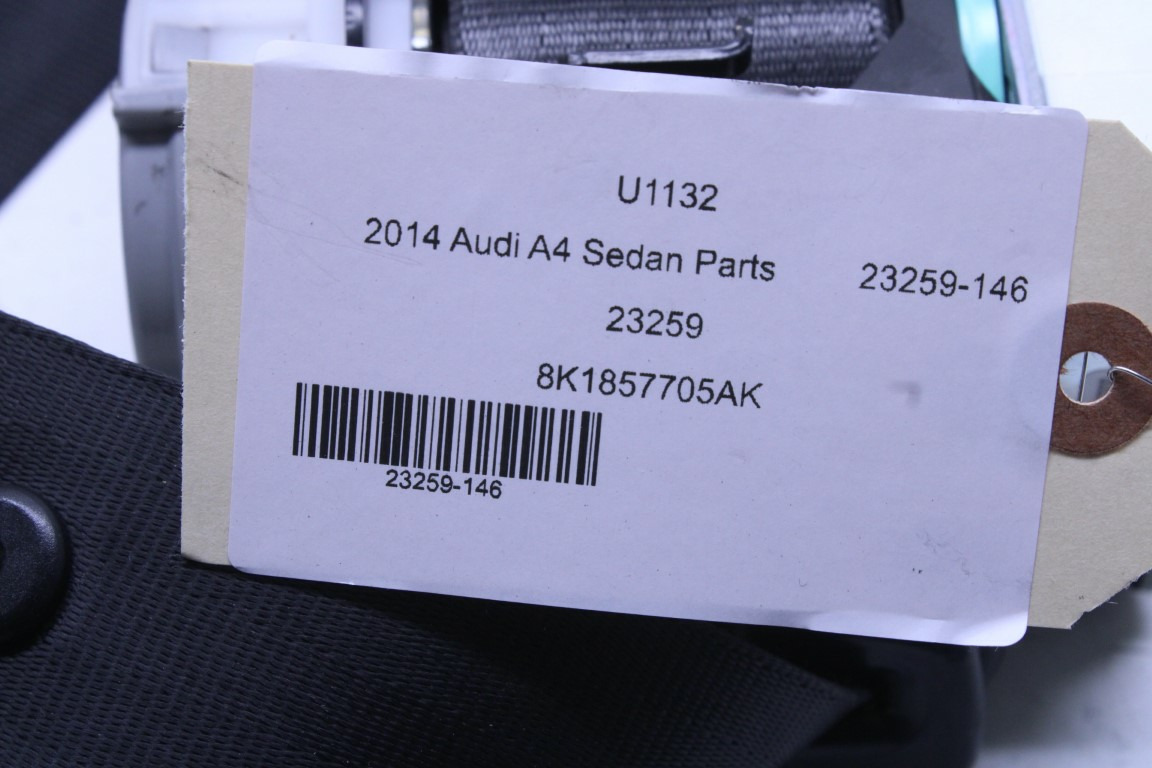 U1132
2014 Audi A4 Sedan Parts 23259-146
23259
8K1857705AK
23259-146